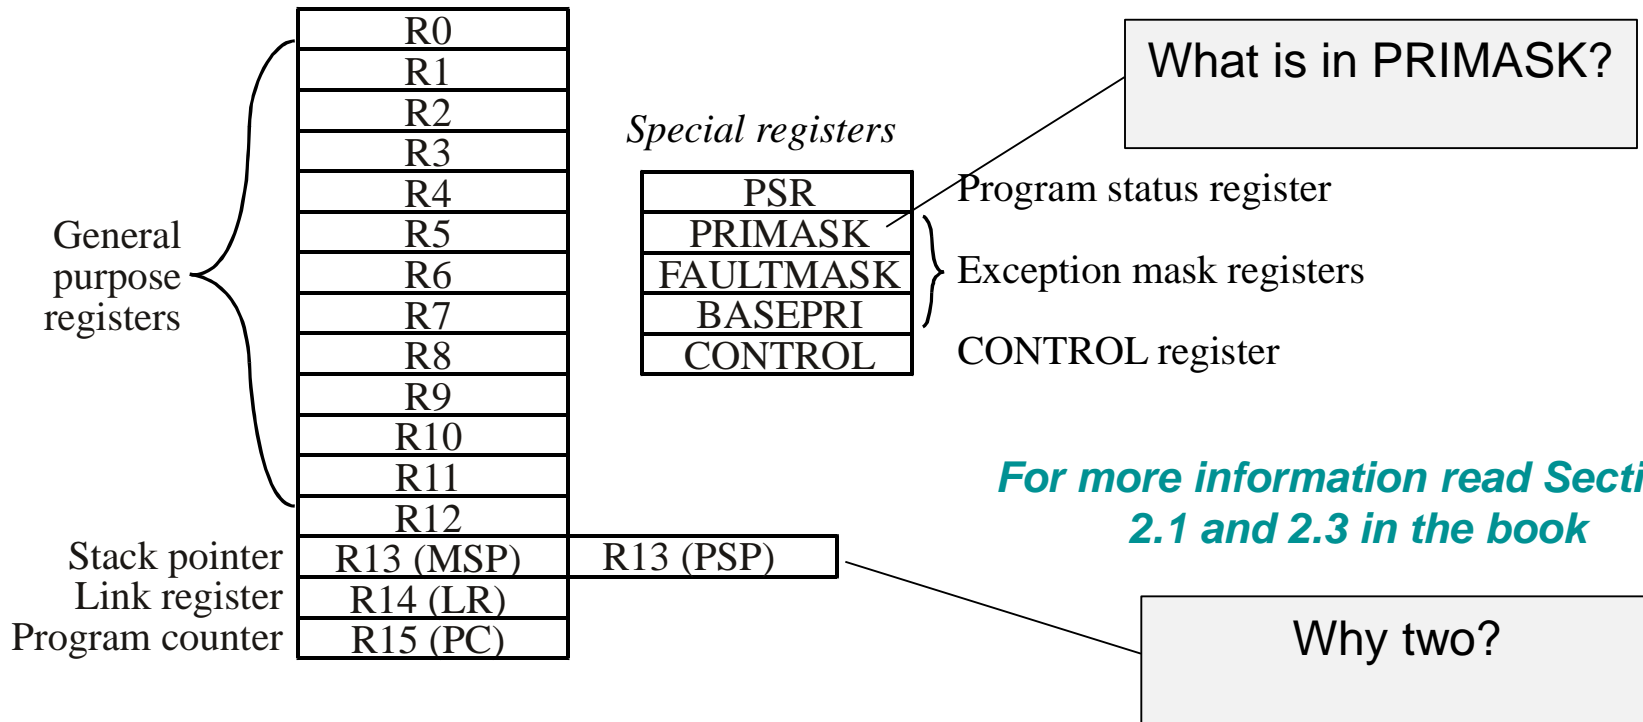 R0
R1
R2
R3
R4
R5
R6
R7
R8
R9
R10
R11
R12
R13 (MSP)
R13 (PSP)
R14 (LR)
R15 (PC)
General
purpose
registers
Stack pointer
Link register
Program counter
Special registers
PSR
PRIMASK
FAULTMASK
BASEPRI
CONTROL
Program status register
Exception mask registers
CONTROL register
What is in PRIMASK?
For more information read Secti
2.1 and 2.3 in the book
Why two?